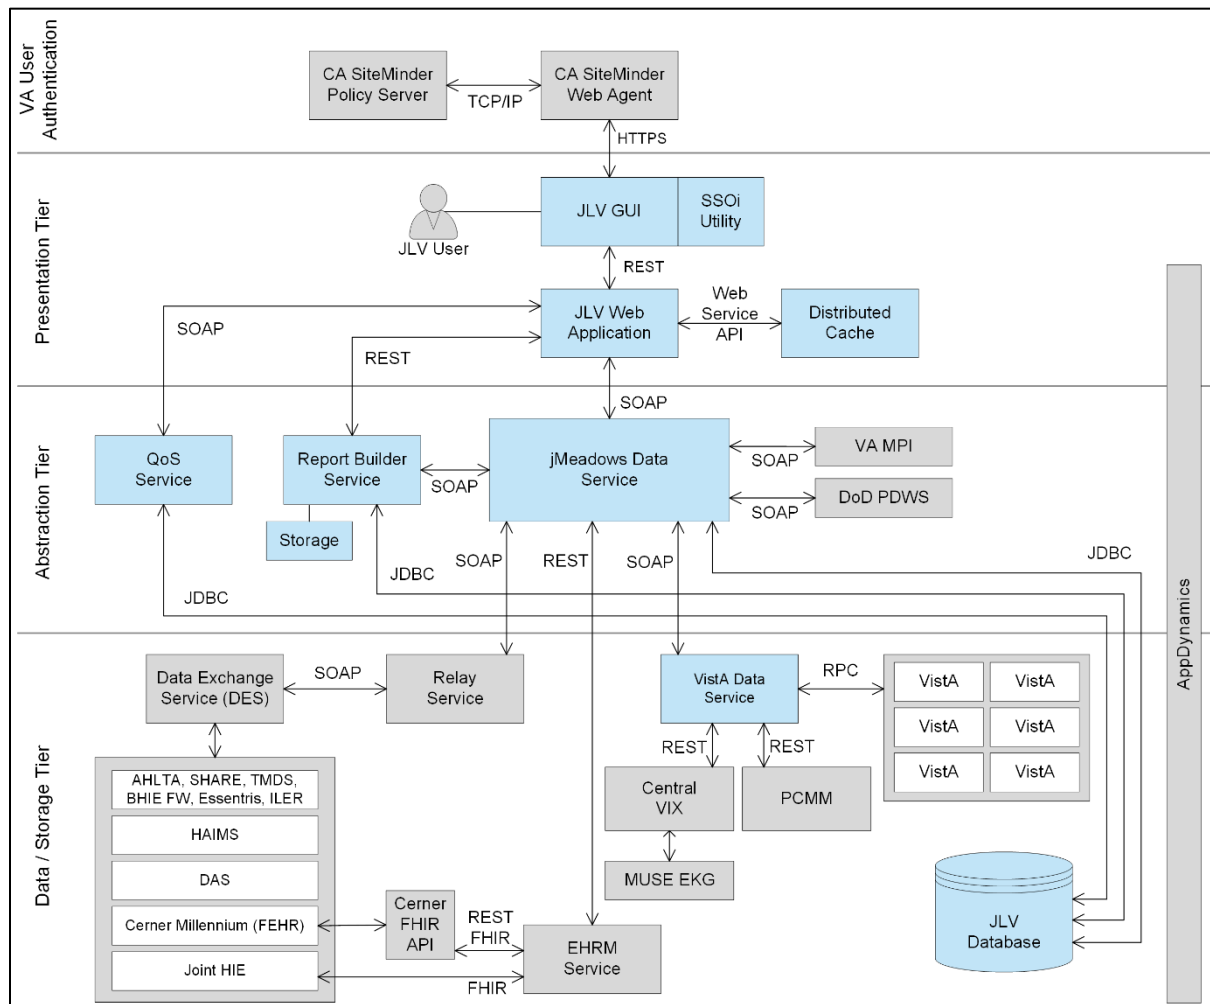 VA User
Authentication
CA SiteMinder
Policy Server
TCP/IP
CA SiteMinder
Web Agent
HTTPS
Presentation Tier
JLV User
JLV GUI
SSOi
Utility
REST
JLV Web
Application
Web
Service
API
Distributed
Cache
SOAP
REST
SOAP
Abstraction Tier
QoS
Service
Report Builder
Service
Storage
SOAP
jMeadows Data
Service
SOAP
VA MPI
SOAP
DoD PDWS
SOAP
REST
SOAP
JDBC
JDBC
JDBC
AppDynamics
Data / Storage Tier
Data Exchange
Service (DES)
SOAP
Relay
Service
VistA Data
Service
RPC
VistA
VistA
VistA
VistA
VistA
VistA
REST
REST
Central
VIX
PCMM
MUSE EKG
AHLTA, SHARE, TMDS,
BHIE FW, Essentris, ILER
HAIMS
DAS
Cerner Millennium (FEHR)
Joint HIE
Cerner
FHIR
API
REST
FHIR
FHIR
EHRM
Service
JLV
Database